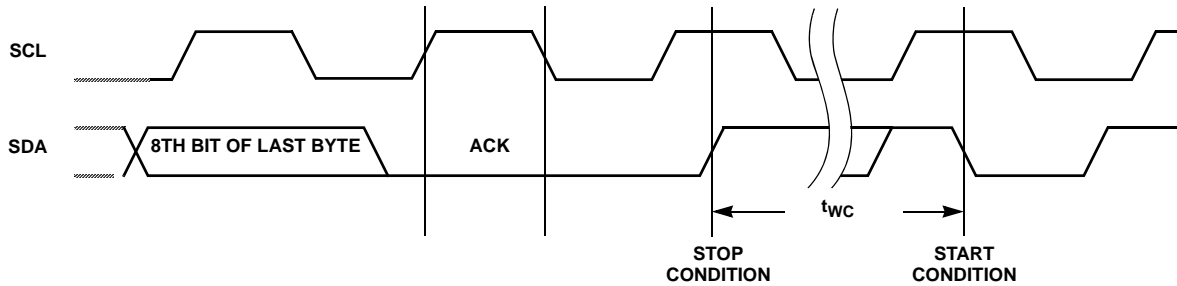 SCL
SDA
8TH BIT OF LAST BYTE
ACK
tWC
STOP
CONDITION
START
CONDITION